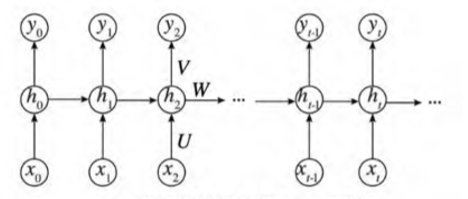 y₀ y₁ y₂ yₜ₋₁ yₜ
V
h₀ h₁ h₂ W ... hₜ₋₁ hₜ ...
U
x₀ x₁ x₂ xₜ₋₁ xₜ